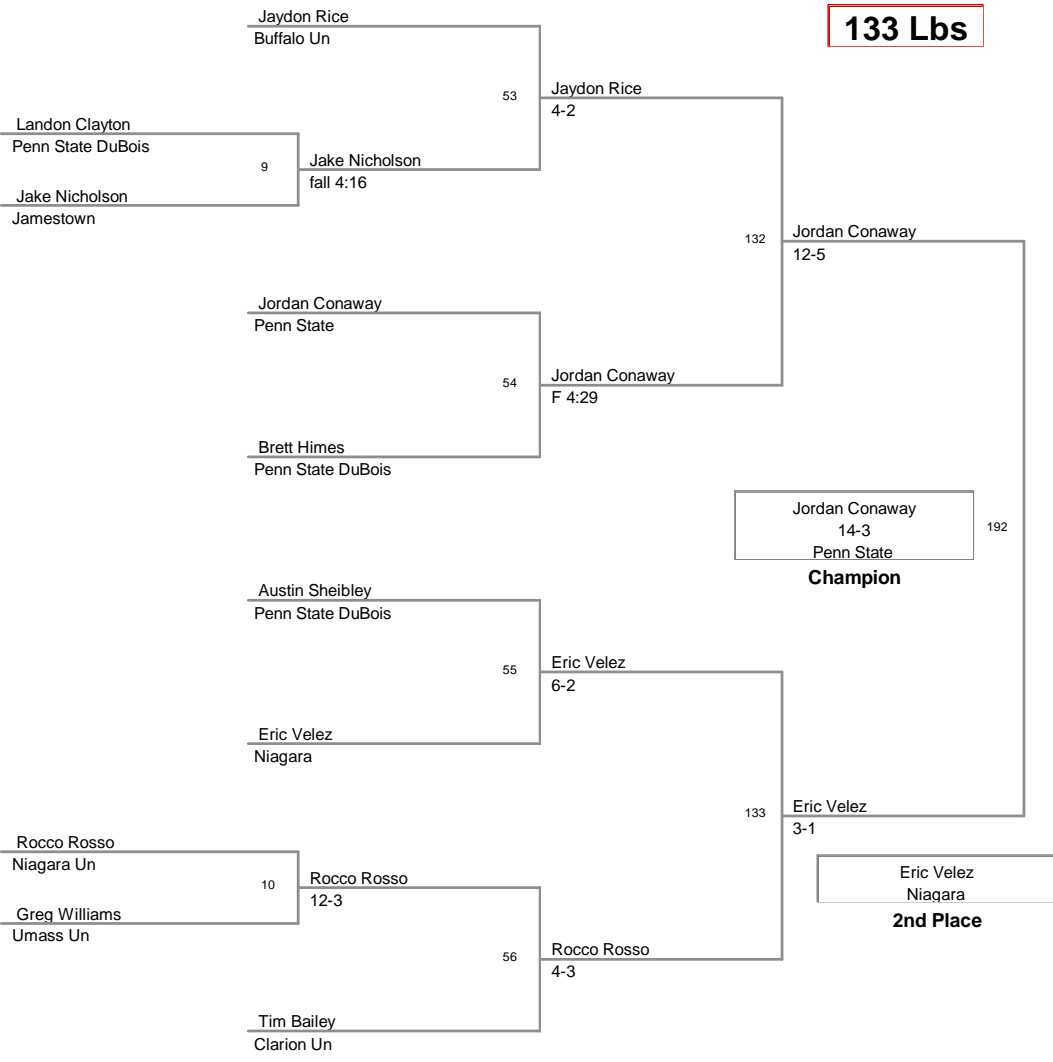 Jaydon Rice
Buffalo Un
133 Lbs
53
Jaydon Rice
4-2
Landon Clayton
Penn State DuBois
9
Jake Nicholson
fall 4:16
Jake Nicholson
Jamestown
132
Jordan Conaway
12-5
Jordan Conaway
Penn State
54
Jordan Conaway
F 4:29
Brett Himes
Penn State DuBois
Jordan Conaway
14-3
Penn State
192
Champion
Austin Sheibley
Penn State DuBois
55
Eric Velez
6-2
Eric Velez
Niagara
133
Eric Velez
3-1
Rocco Rosso
Niagara Un
10
Rocco Rosso
12-3
Greg Williams
Umass Un
Eric Velez
Niagara
2nd Place
56
Rocco Rosso
4-3
Tim Bailey
Clarion Un